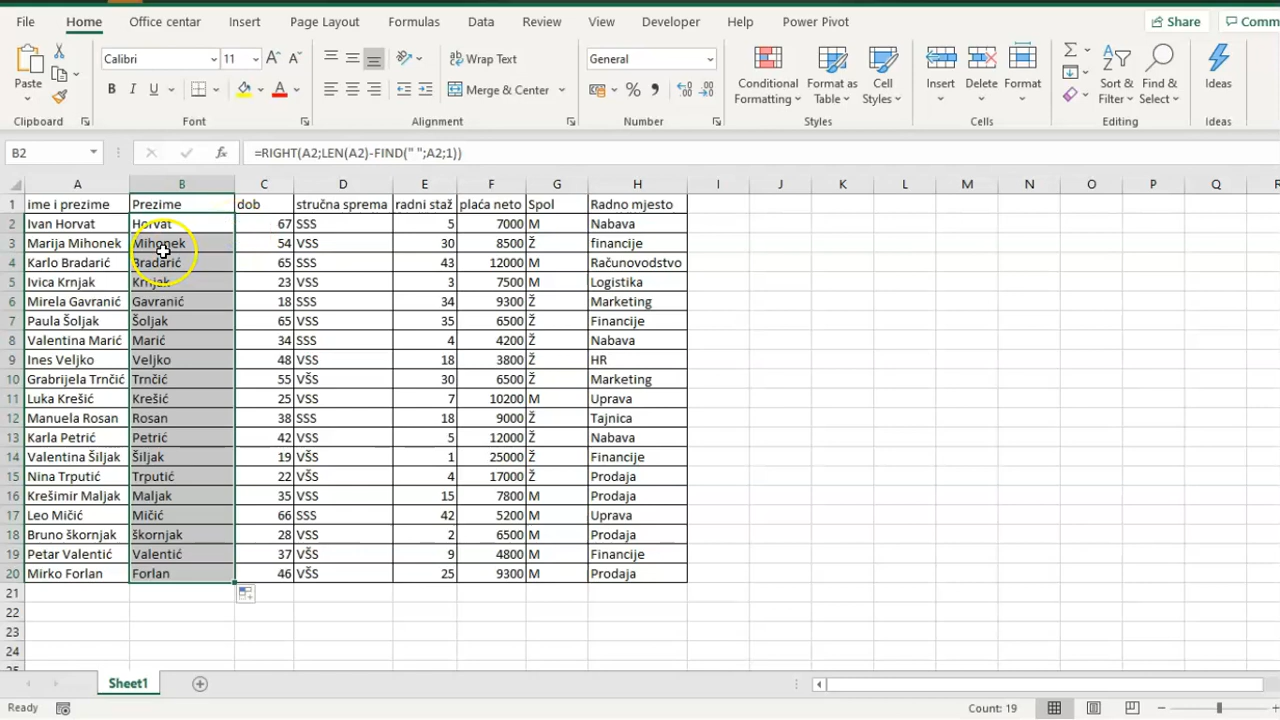 File Home Office centar Insert Page Layout Formulas Data Review View Developer Help Power Pivot Share Comm
Calibri 11 Wrap Text General
Paste B I U Merge & Center Conditional Formatting Format as Table Cell Styles Insert Delete Format Sort & Filter Find & Select Ideas
Clipboard Font Alignment Number Styles Cells Editing Ideas
B2 fx =RIGHT(A2;LEN(A2)-FIND(" ";A2;1))
A B C D E F G H I J K L M N O P Q R
1 ime i prezime Prezime dob stručna sprema radni staž plaća neto Spol Radno mjesto
2 Ivan Horvat Horvat 67 SSS 5 7000 M Nabava
3 Marija Mihonek Mihonek 54 VSS 30 8500 Ž financije
4 Karlo Bradarić Bradarić 65 SSS 43 12000 M Računovodstvo
5 Ivica Krnjak Krnjak 23 VSS 3 7500 M Logistika
6 Mirela Gavranić Gavranić 18 SSS 34 9300 Ž Marketing
7 Paula Šoljak Šoljak 65 VSS 35 6500 Ž Financije
8 Valentina Marić Marić 34 SSS 4 4200 Ž Nabava
9 Ines Veljko Veljko 48 VSS 18 3800 Ž HR
10 Grabrijela Trnčić Trnčić 55 VŠS 30 6500 Ž Marketing
11 Luka Krešić Krešić 25 VSS 7 10200 M Uprava
12 Manuela Rosan Rosan 38 SSS 18 9000 Ž Tajnica
13 Karla Petrić Petrić 42 VSS 5 12000 Ž Nabava
14 Valentina Šiljak Šiljak 19 VSS 1 25000 Ž Financije
15 Nina Trputić Trputić 22 VŠS 4 17000 Ž Prodaja
16 Krešimir Maljak Maljak 35 VSS 15 7800 M Prodaja
17 Leo Mičić Mičić 66 SSS 42 5200 M Uprava
18 Bruno škornjak škornjak 28 VSS 2 6500 M Prodaja
19 Petar Valentić Valentić 37 VŠS 9 4800 M Financije
20 Mirko Forlan Forlan 46 VŠS 25 9300 M Prodaja
21
22
23
24
Sheet1
Ready Count: 19